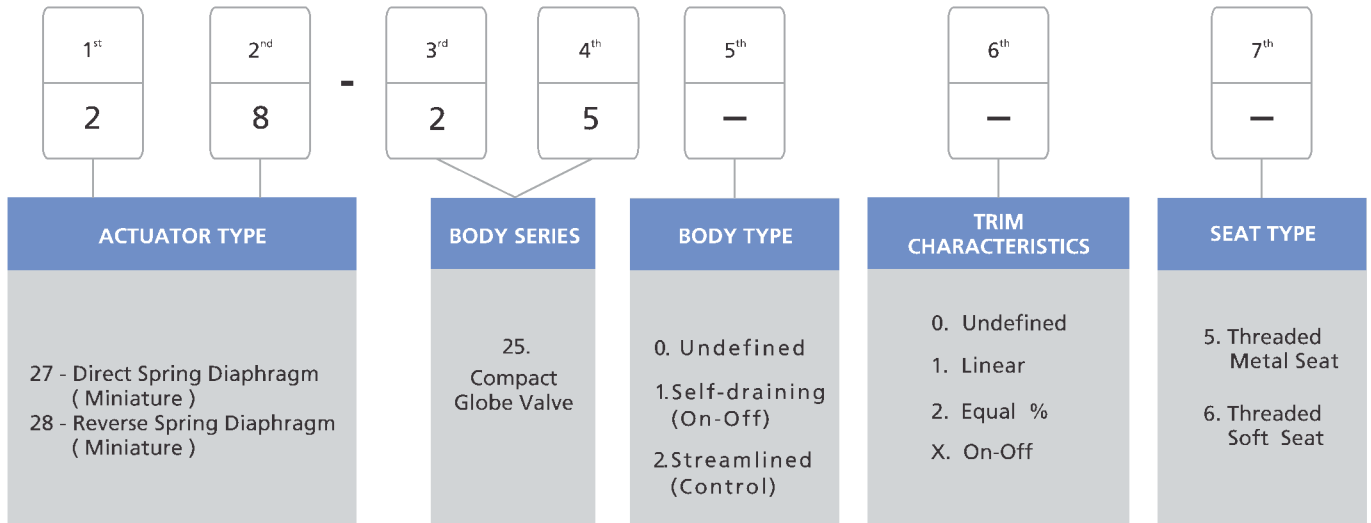 1st
2nd
3rd
4th
5th
6th
7th
2
8
-
2
5
–
–
–
ACTUATOR TYPE
27 - Direct Spring Diaphragm
( Miniature )
28 - Reverse Spring Diaphragm
( Miniature )
BODY SERIES
25.
Compact
Globe Valve
BODY TYPE
0. Undefined
1.Self-draining
(On-Off)
2.Streamlined
(Control)
TRIM
CHARACTERISTICS
0. Undefined
1. Linear
2. Equal %
X. On-Off
SEAT TYPE
5. Threaded
Metal Seat
6. Threaded
Soft Seat